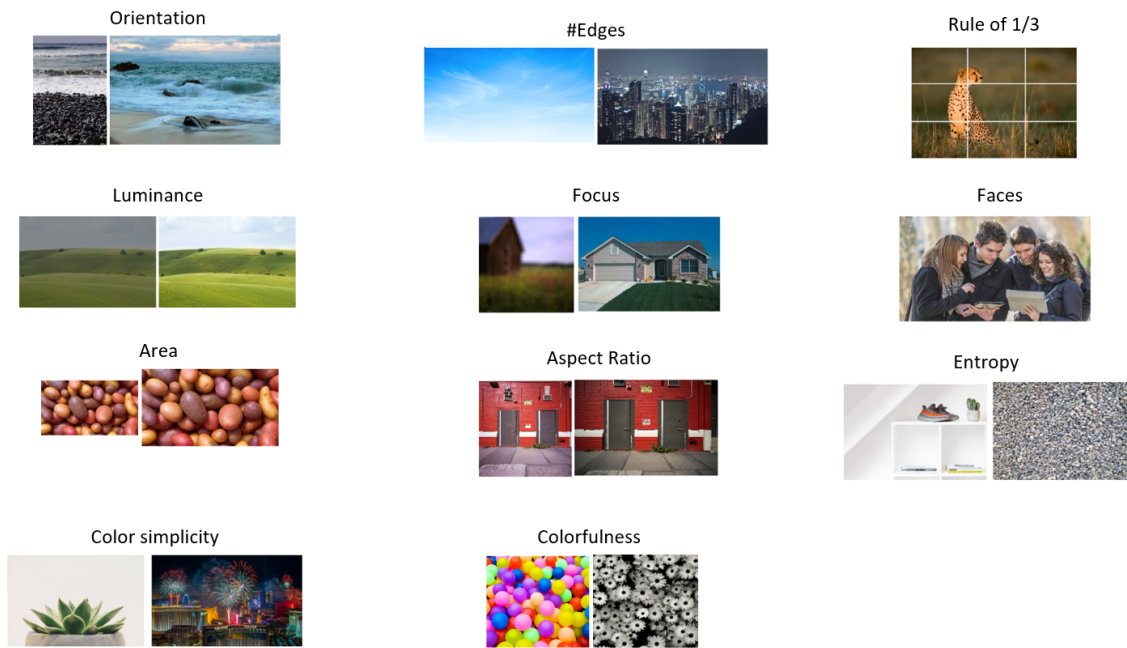 Orientation
#Edges
Rule of 1/3
Luminance
Focus
Faces
Area
Aspect Ratio
Entropy
Color simplicity
Colorfulness